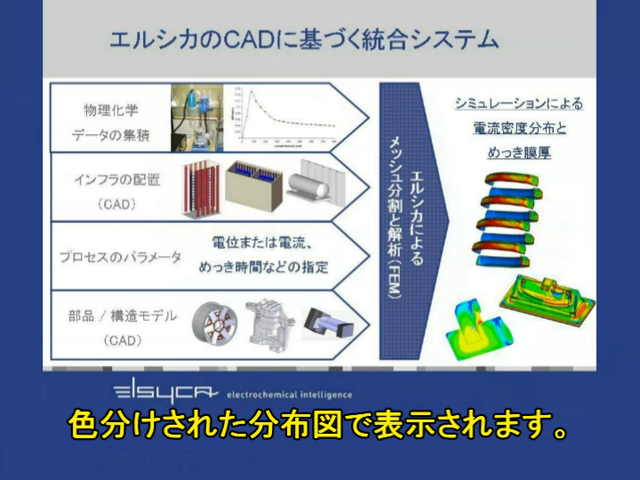 エルシカのCADに基づく統合システム
物理化学
データの集積
インフラの配置
（CAD）
プロセスのパラメータ
電位または電流、
めっき時間などの指定
部品 / 構造モデル
（CAD）
エルシカによる
メッシュ分割と解析（FEM）
シミュレーションによる
電流密度分布と
めっき膜厚
elsyca electrochemical intelligence
色分けされた分布図で表示されます。